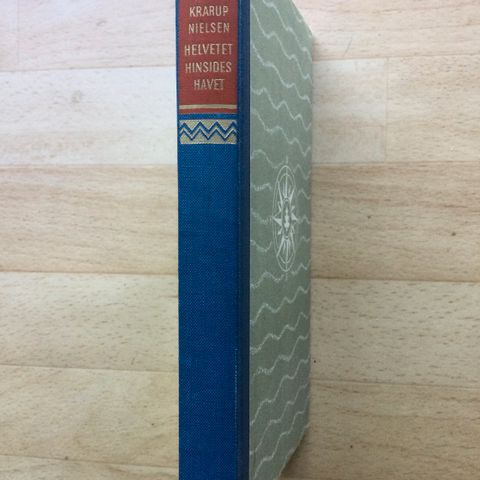 KRARUP
NIELSEN
HELVETET
HINSIDES
HAVET